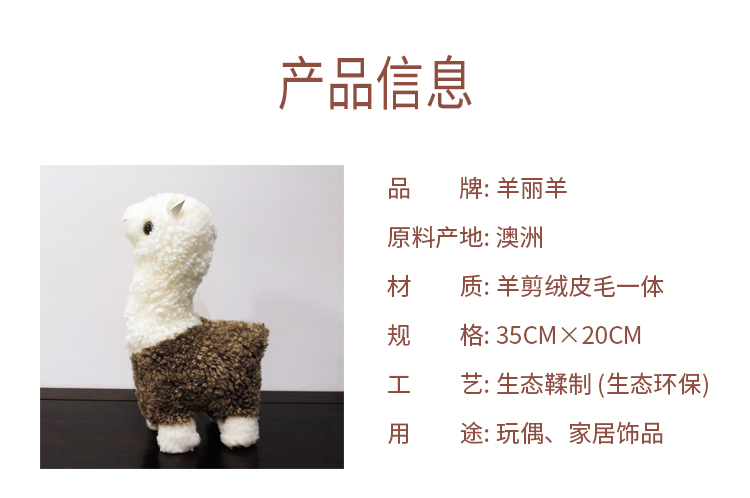 产品信息
品 牌: 羊丽羊
原料产地: 澳洲
材 质: 羊剪绒皮毛一体
规 格: 35CM×20CM
工 艺: 生态鞣制 (生态环保)
用 途: 玩偶、家居饰品